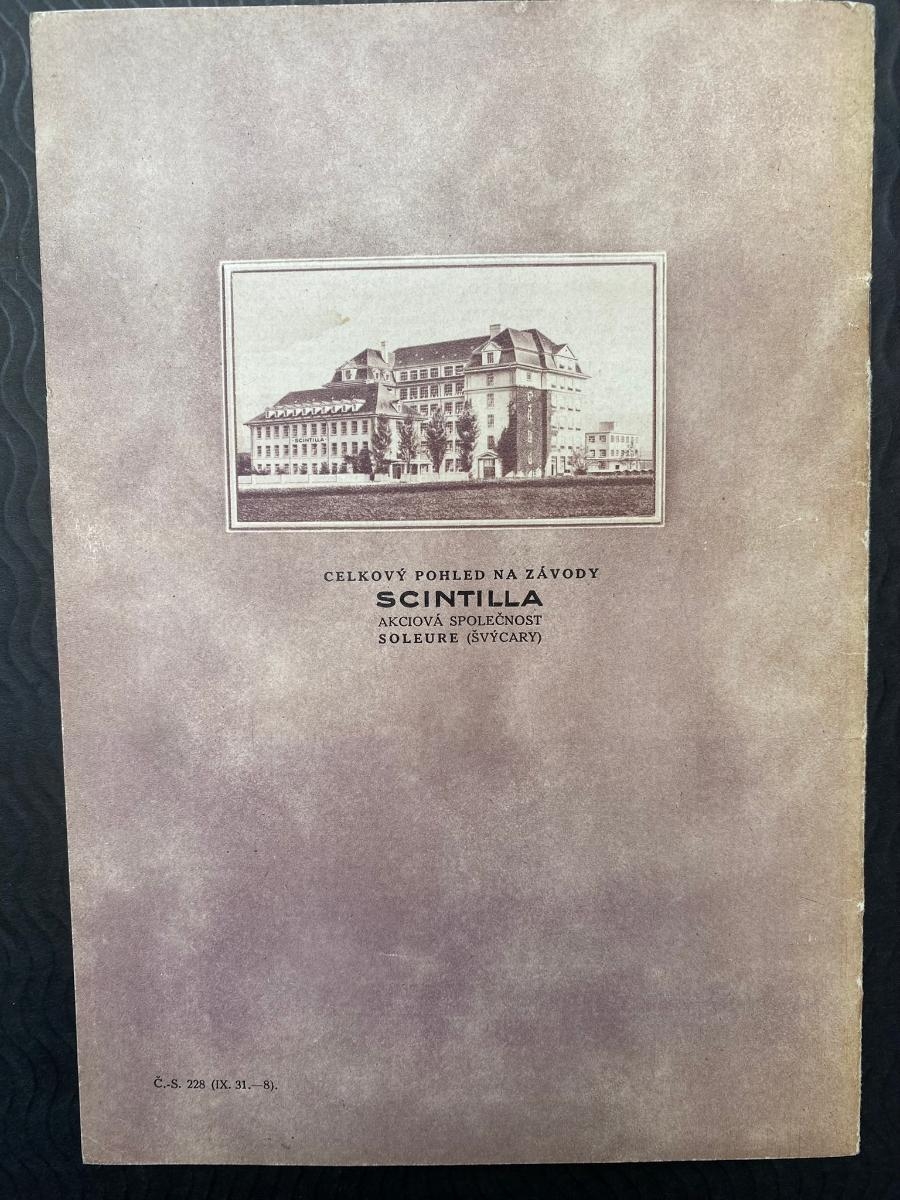 SCINTILLA
CELKOVÝ POHLED NA ZÁVODY
SCINTILLA
AKCIOVÁ SPOLEČNOST
SOLEURE (ŠVÝCARY)
Č.-S. 228 (IX. 31.—8).